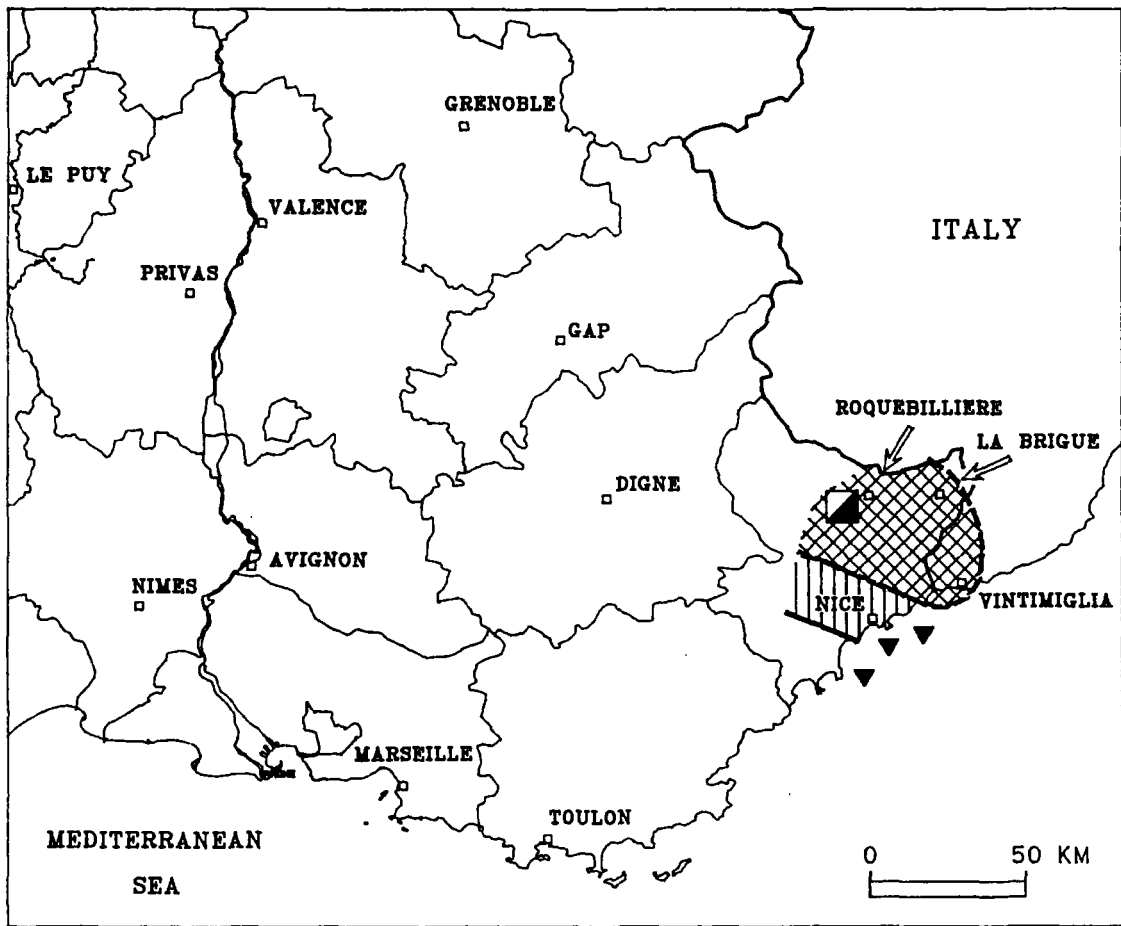 GRENOBLE
LE PUY
VALENCE
ITALY
PRIVAS
GAP
ROQUEBILLIERE
LA BRIGUE
DIGNE
AVIGNON
NIMES
NICE
VINTIMIGLIA
MARSEILLE
TOULON
MEDITERRANEAN
SEA
0 50 KM